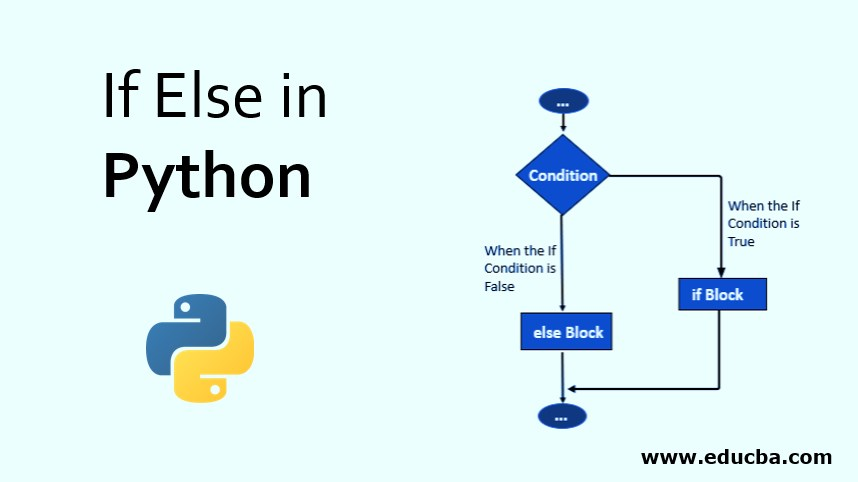 If Else in
Python
...
Condition
When the If
Condition is
True
When the If
Condition is
False
if Block
else Block
...
www.educba.com